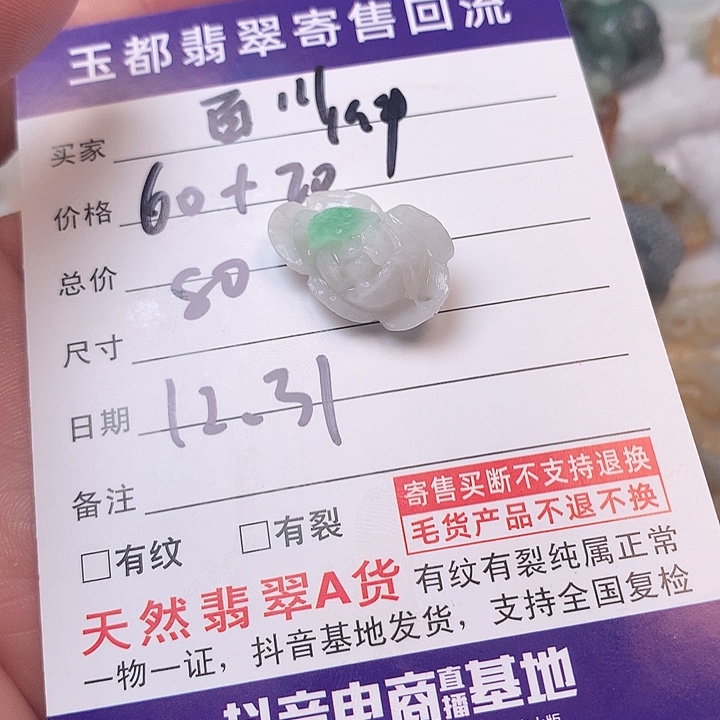 玉都翡翠寄售回流
买家 百川
价格 60+20
总价 80
尺寸
日期 12.31
备注
□有纹 □有裂
寄售买断不支持退换
毛货产品不退不换
天然翡翠A货 有纹有裂纯属正常
一物一证，抖音基地发货，支持全国复检
抖音电商直播基地